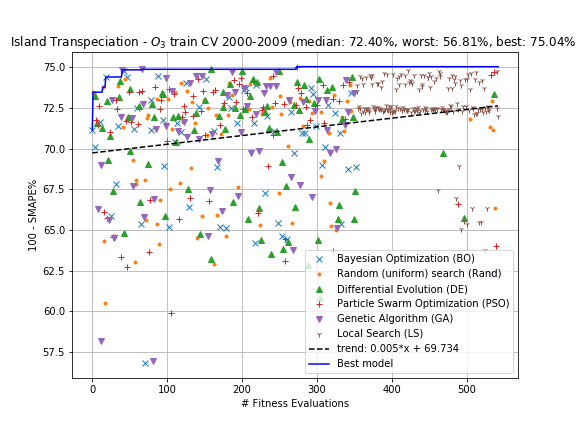 Island Transpeciation - O3 train CV 2000-2009 (median: 72.40%, worst: 56.81%, best: 75.04%
100 - SMAPE%
75.0
72.5
70.0
67.5
65.0
62.5
60.0
57.5
0 100 200 300 400 500
# Fitness Evaluations
Bayesian Optimization (BO)
Random (uniform) search (Rand)
Differential Evolution (DE)
Particle Swarm Optimization (PSO)
Genetic Algorithm (GA)
Local Search (LS)
trend: 0.005*x + 69.734
Best model